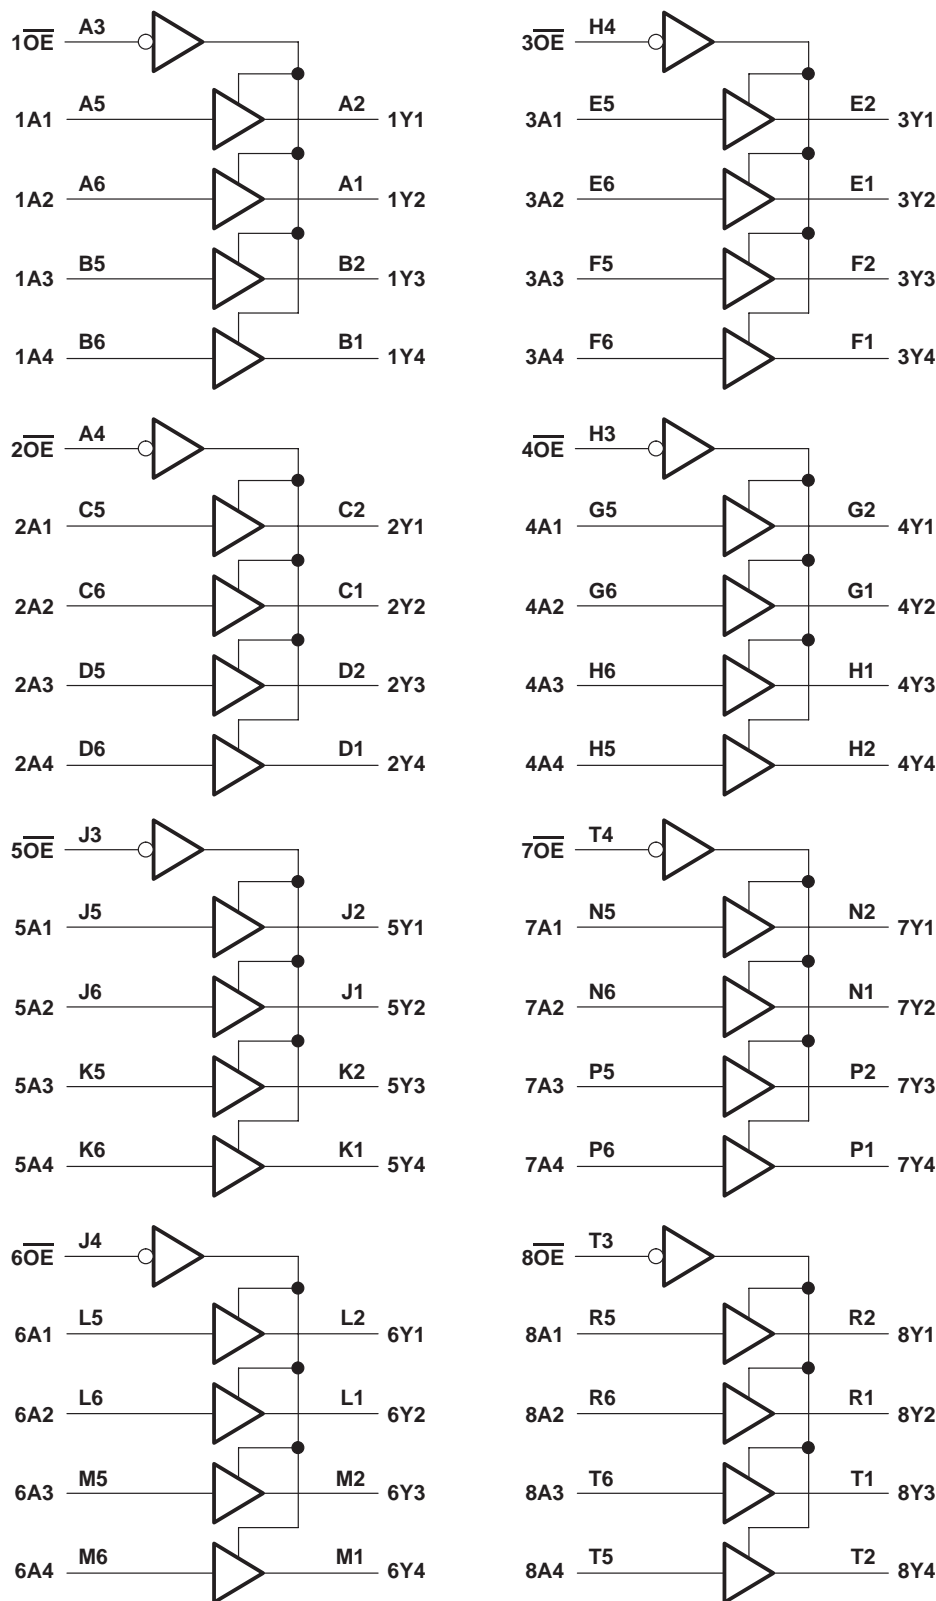 1OE A3
1A1 A5 A2 1Y1
1A2 A6 A1 1Y2
1A3 B5 B2 1Y3
1A4 B6 B1 1Y4
2OE A4
2A1 C5 C2 2Y1
2A2 C6 C1 2Y2
2A3 D5 D2 2Y3
2A4 D6 D1 2Y4
5OE J3
5A1 J5 J2 5Y1
5A2 J6 J1 5Y2
5A3 K5 K2 5Y3
5A4 K6 K1 5Y4
6OE J4
6A1 L5 L2 6Y1
6A2 L6 L1 6Y2
6A3 M5 M2 6Y3
6A4 M6 M1 6Y4
3OE H4
3A1 E5 E2 3Y1
3A2 E6 E1 3Y2
3A3 F5 F2 3Y3
3A4 F6 F1 3Y4
4OE H3
4A1 G5 G2 4Y1
4A2 G6 G1 4Y2
4A3 H6 H1 4Y3
4A4 H5 H2 4Y4
7OE T4
7A1 N5 N2 7Y1
7A2 N6 N1 7Y2
7A3 P5 P2 7Y3
7A4 P6 P1 7Y4
8OE T3
8A1 R5 R2 8Y1
8A2 R6 R1 8Y2
8A3 T6 T1 8Y3
8A4 T5 T2 8Y4